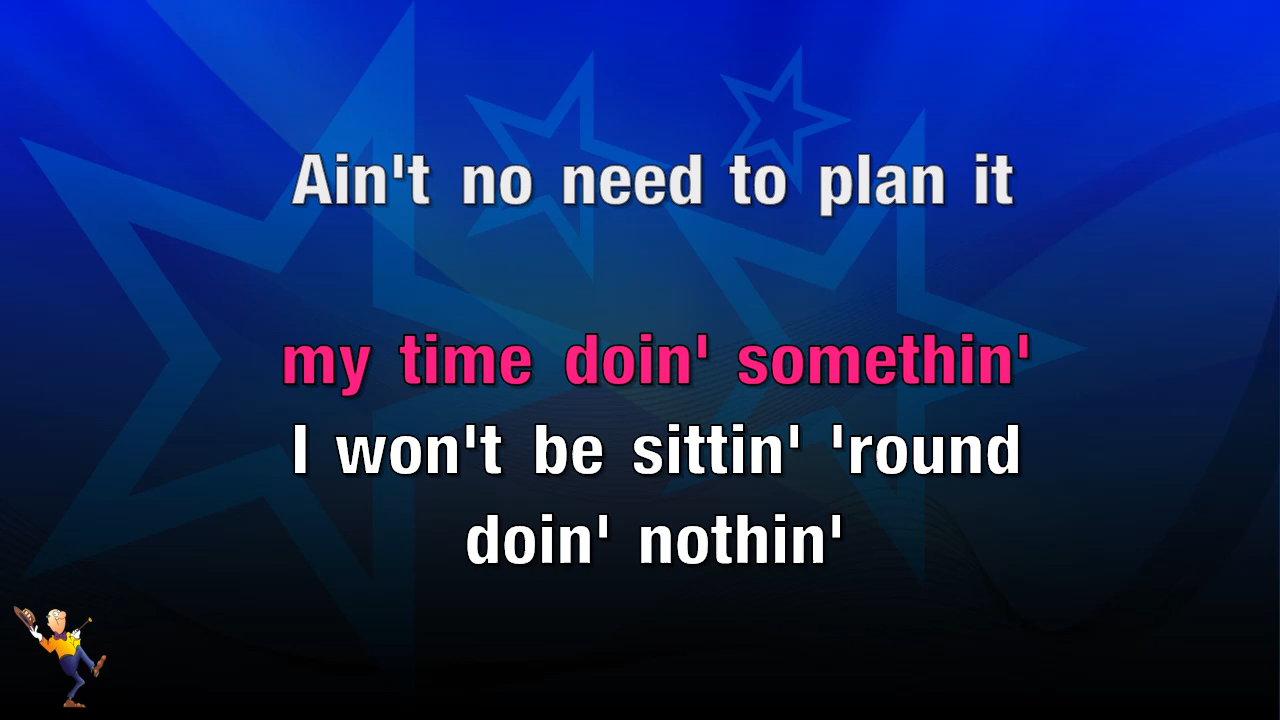 Ain't no need to plan it
my time doin' somethin'
I won't be sittin' 'round
doin' nothin'